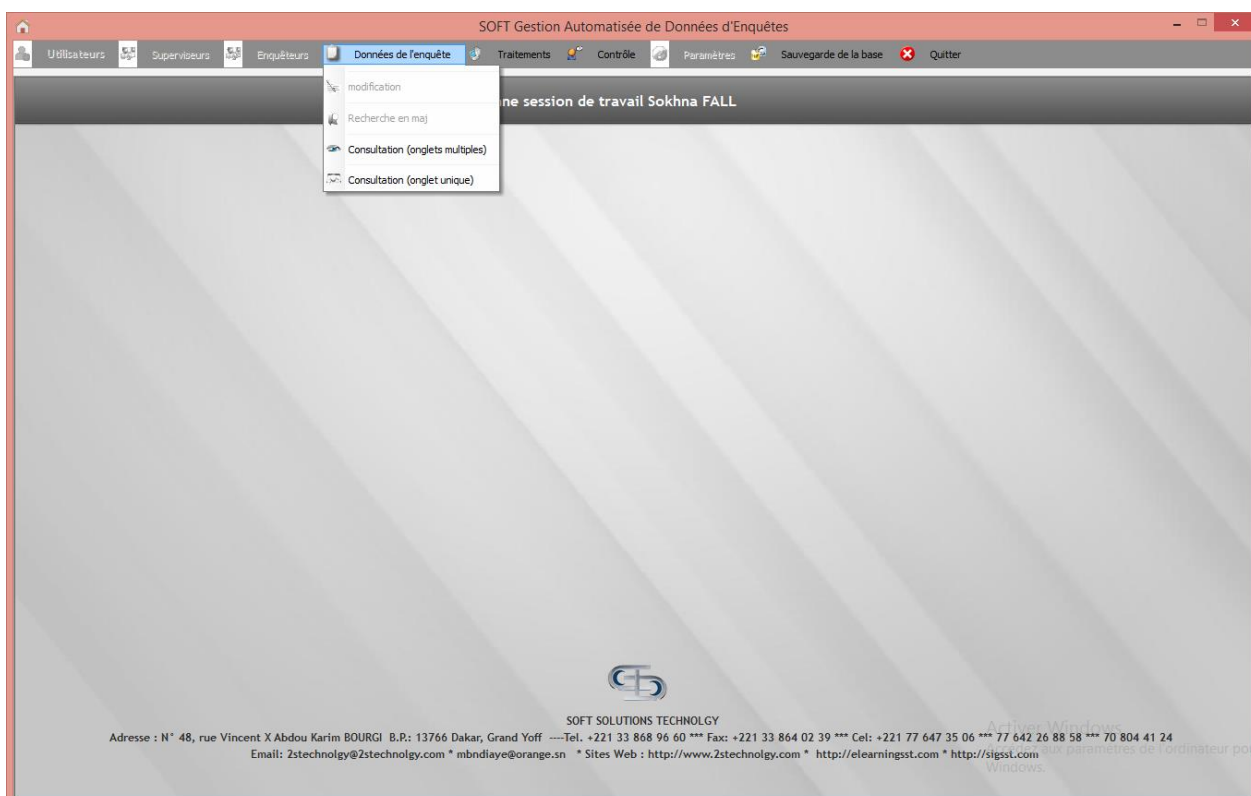 SOFT Gestion Automatisée de Données d'Enquêtes
Utilisateurs Superviseurs Enquêteurs Données de l'enquête Traitements Contrôle Paramètres Sauvegarde de la base Quitter
modification
ne session de travail Sokhna FALL
Recherche en maj
Consultation (onglets multiples)
Consultation (onglet unique)
SOFT SOLUTIONS TECHNOLGY
Adresse : N° 48, rue Vincent X Abdou Karim BOURGI B.P.: 13766 Dakar, Grand Yoff ----Tel. +221 33 868 96 60 *** Fax: +221 33 864 02 39 *** Cel: +221 77 647 35 06 *** 77 642 26 88 58 *** 70 804 41 24
Email: 2stechnolgy@2stechnolgy.com * mbndiaye@orange.sn * Sites Web : http://www.2stechnolgy.com * http://elearningsst.com * http://sigsst.com
Activer Windows
aux paramètres de l'ordinateur po
Windows.